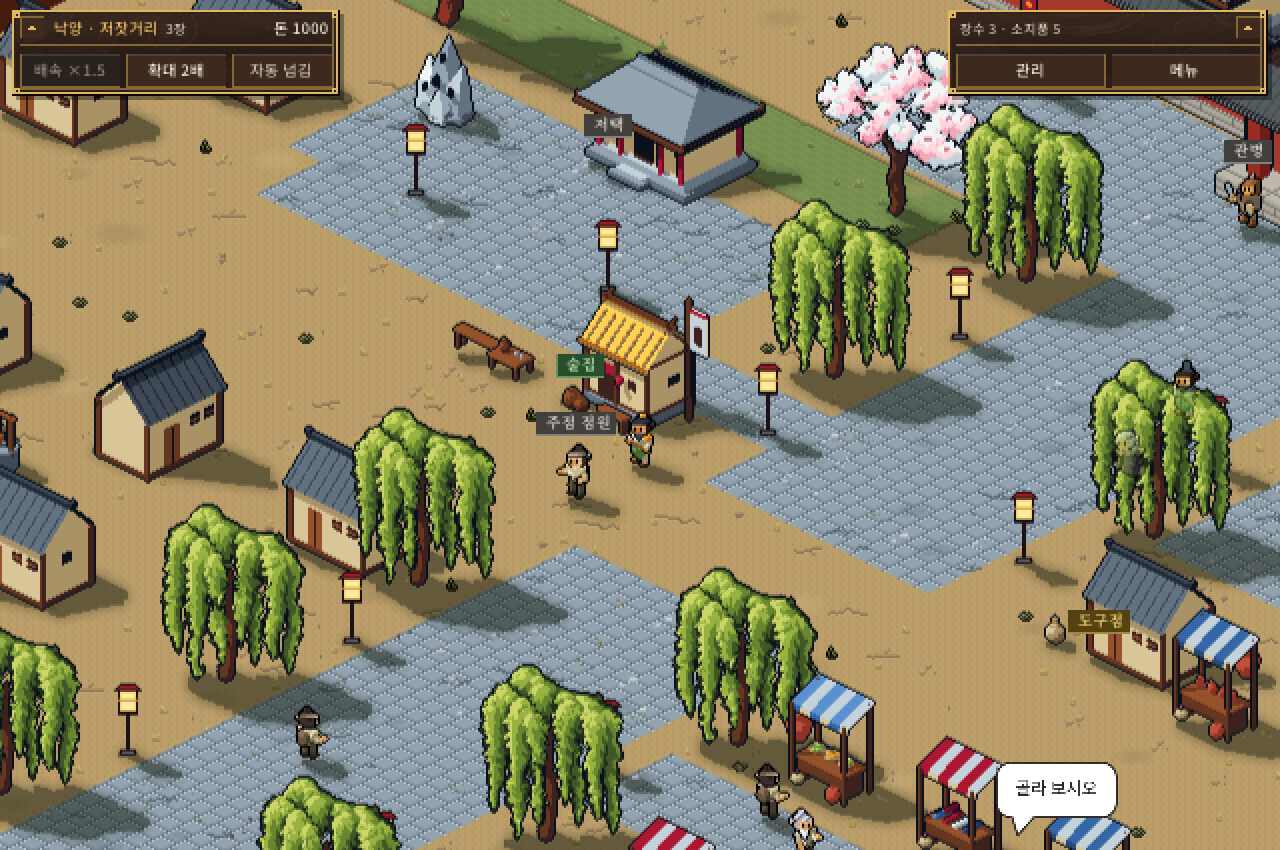 낙양 · 저잣거리 3장 돈 1000
배속 ×1.5 확대 2배 자동 넘김
장수 3 · 소지품 5
관리 메뉴
저택
관병
술집
주점 점원
도구점
골라 보시오